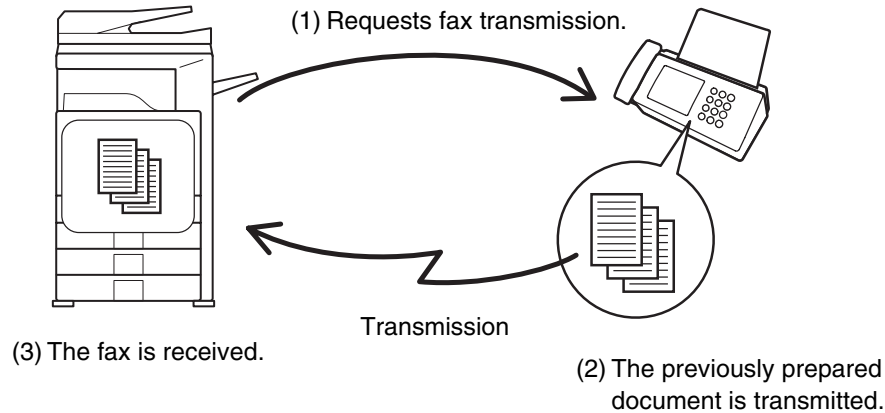 (1) Requests fax transmission.
Transmission
(3) The fax is received.
(2) The previously prepared
document is transmitted.